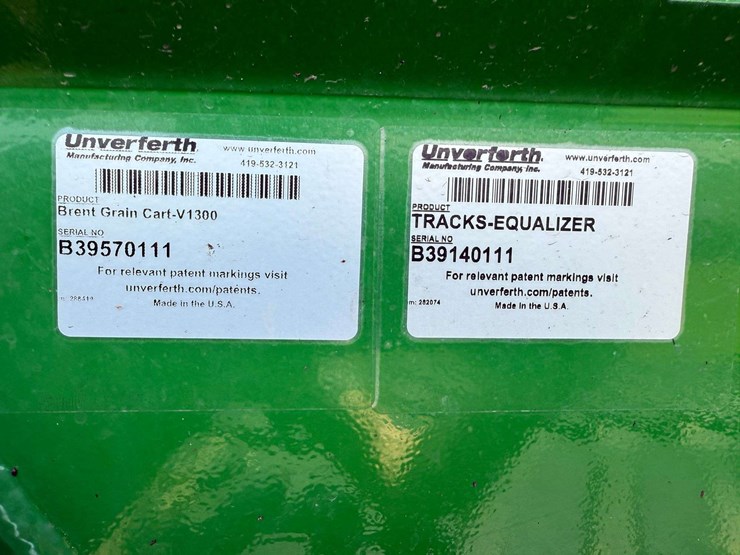 Unverferth
www.unverferth.com
Manufacturing Company, Inc.
419-532-3121
PRODUCT
Brent Grain Cart-V1300
SERIAL NO
B39570111
For relevant patent markings visit
unverferth.com/patents.
Made in the U.S.A.
Unverferth
www.unverferth.com
Manufacturing Company, Inc.
419-532-3121
PRODUCT
TRACKS-EQUALIZER
SERIAL NO
B39140111
For relevant patent markings visit
unverferth.com/patents.
m: 282074
Made in the U.S.A.